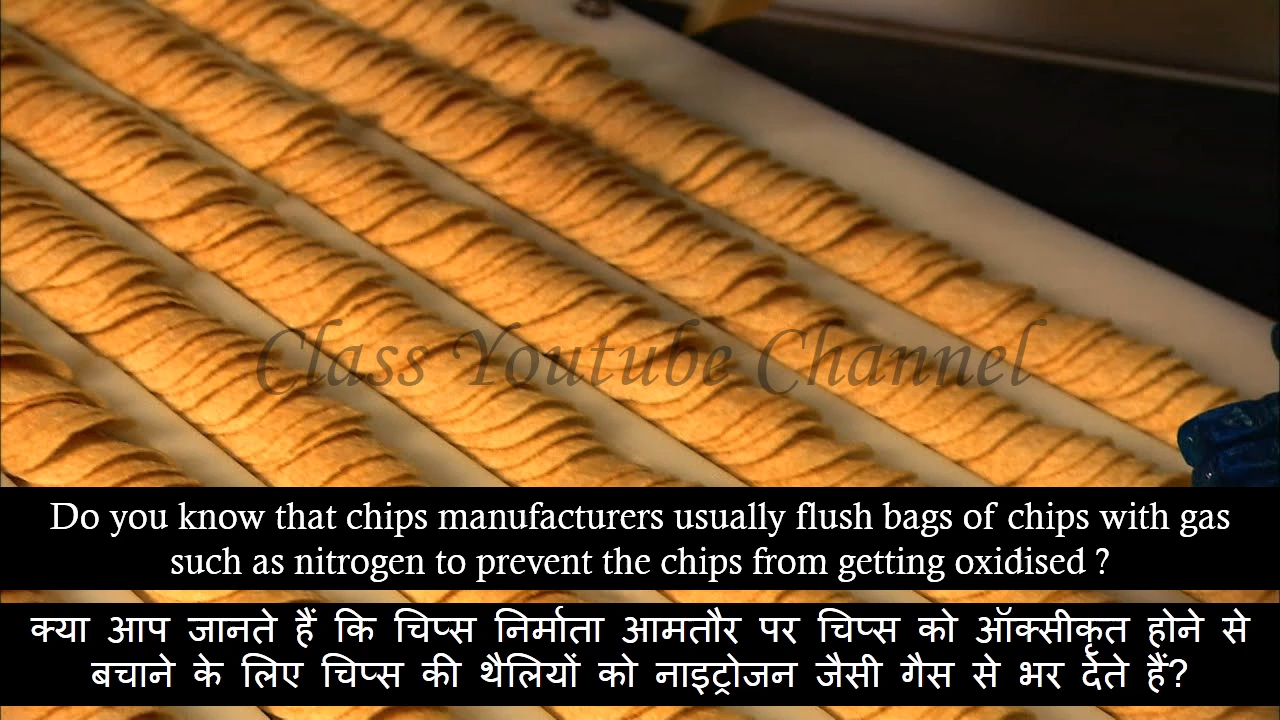 Class Youtube Channel
Do you know that chips manufacturers usually flush bags of chips with gas
such as nitrogen to prevent the chips from getting oxidised ?
क्या आप जानते हैं कि चिप्स निर्माता आमतौर पर चिप्स को ऑक्सीकृत होने से
बचाने के लिए चिप्स की थैलियों को नाइट्रोजन जैसी गैस से भर देते हैं?